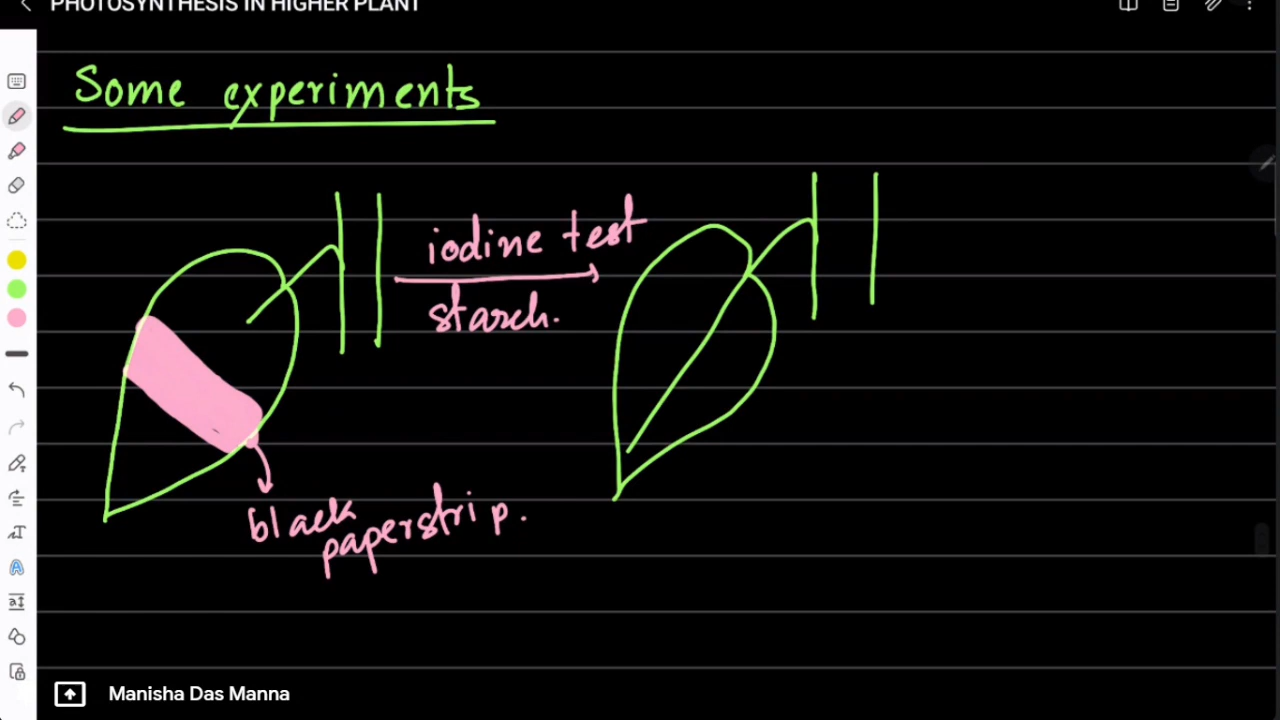 PHOTOSYNTHESIS IN HIGHER PLANT
Some experiments
iodine test
starch.
black
paperstrip.
Manisha Das Manna